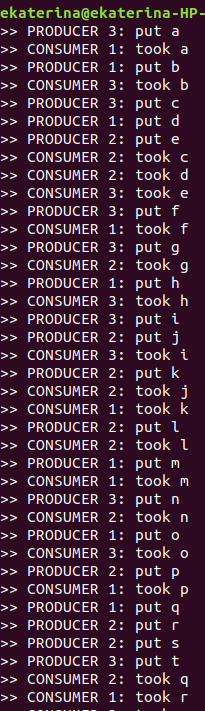 ekaterina@ekaterina-HP-
>> PRODUCER 3: put a
>> CONSUMER 1: took a
>> PRODUCER 1: put b
>> CONSUMER 3: took b
>> PRODUCER 3: put c
>> PRODUCER 1: put d
>> PRODUCER 2: put e
>> CONSUMER 2: took c
>> CONSUMER 2: took d
>> CONSUMER 3: took e
>> PRODUCER 3: put f
>> CONSUMER 1: took f
>> PRODUCER 3: put g
>> CONSUMER 2: took g
>> PRODUCER 1: put h
>> CONSUMER 3: took h
>> PRODUCER 3: put i
>> PRODUCER 2: put j
>> CONSUMER 3: took i
>> PRODUCER 2: put k
>> CONSUMER 2: took j
>> CONSUMER 1: took k
>> PRODUCER 2: put l
>> CONSUMER 2: took l
>> PRODUCER 1: put m
>> CONSUMER 1: took m
>> PRODUCER 3: put n
>> CONSUMER 2: took n
>> PRODUCER 1: put o
>> CONSUMER 3: took o
>> PRODUCER 2: put p
>> CONSUMER 1: took p
>> PRODUCER 1: put q
>> PRODUCER 2: put r
>> PRODUCER 2: put s
>> PRODUCER 3: put t
>> CONSUMER 2: took q
>> CONSUMER 1: took r